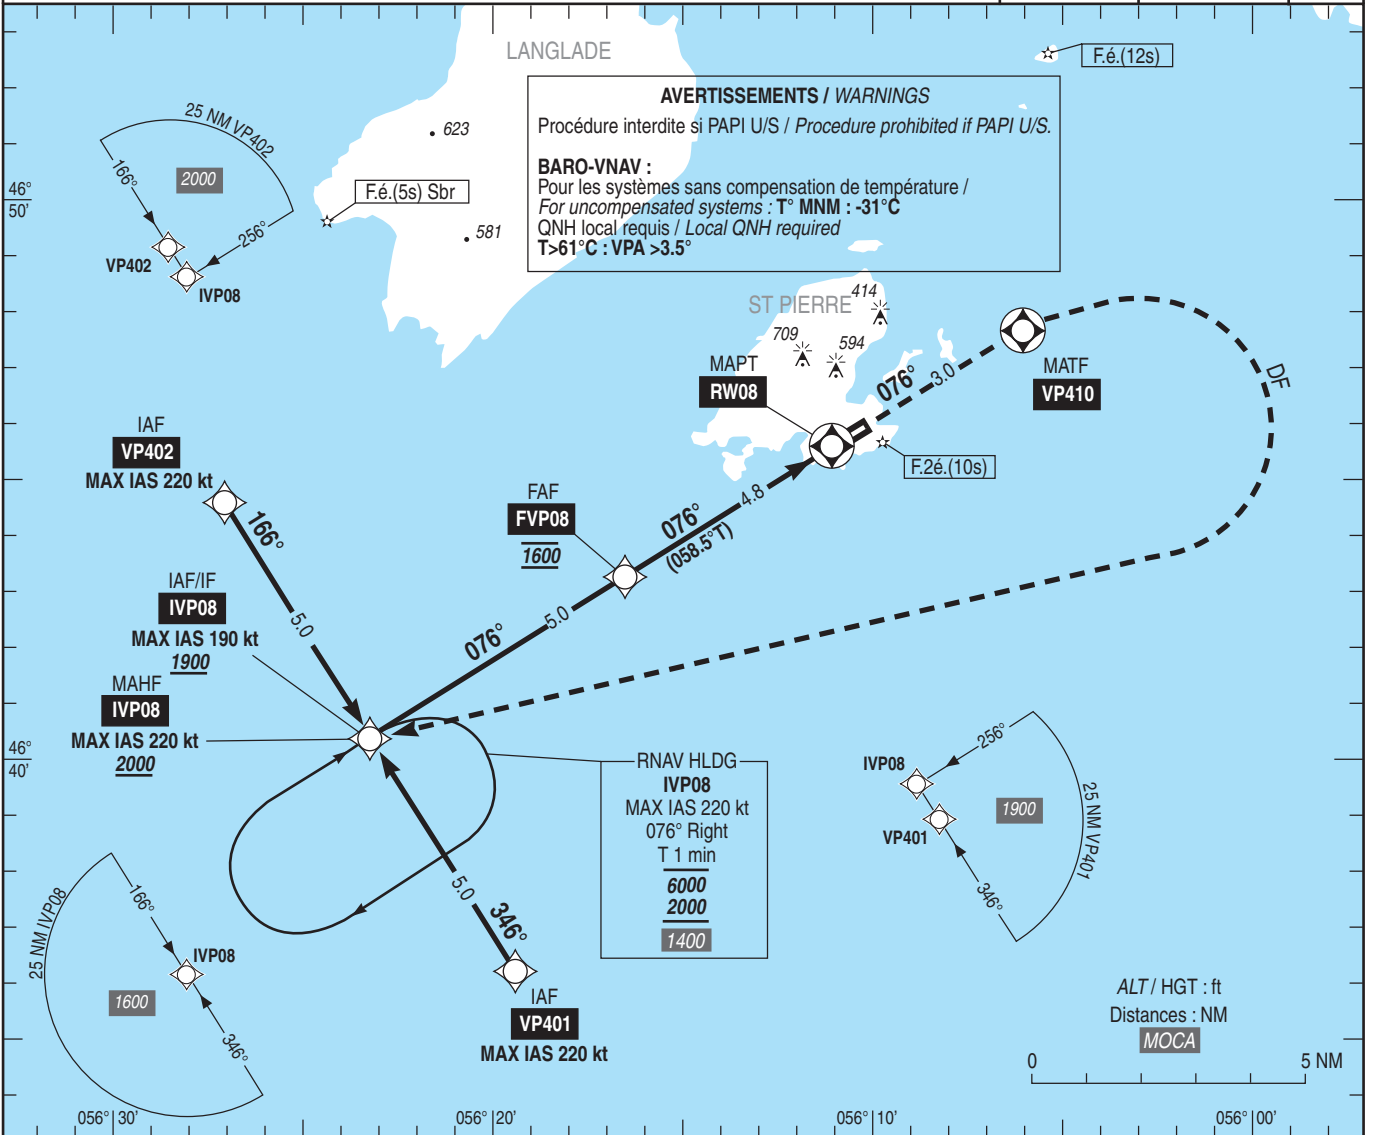 LANGLADE
F.é.(12s)
AVERTISSEMENTS / WARNINGS
Procédure interdite si PAPI U/S / Procedure prohibited if PAPI U/S.
BARO-VNAV :
Pour les systèmes sans compensation de température /
For uncompensated systems : T° MNM : -31°C
QNH local requis / Local QNH required
T>61°C : VPA >3.5°
25 NM VP402
166°
2000
256°
VP402
IVP08
623
F.é.(5s) Sbr
581
46°
50'
ST PIERRE
414
709
594
MAPT
RW08
076°
3.0
MATF
VP410
DF
F.2é.(10s)
IAF
VP402
MAX IAS 220 kt
166°
5.0
FAF
FVP08
1600
076°
(058.5°T)
4.8
IAF/IF
IVP08
MAX IAS 190 kt
1900
076°
5.0
MAHF
IVP08
MAX IAS 220 kt
2000
46°
40'
RNAV HLDG
IVP08
MAX IAS 220 kt
076° Right
T 1 min
6000
2000
1400
256°
IVP08
1900
VP401
346°
25 NM VP401
5.0
346°
IAF
VP401
MAX IAS 220 kt
25 NM IVP08
166°
IVP08
1600
346°
ALT / HGT : ft
Distances : NM
MOCA
0 5 NM
056° 30' 056° 20' 056° 10' 056° 00'